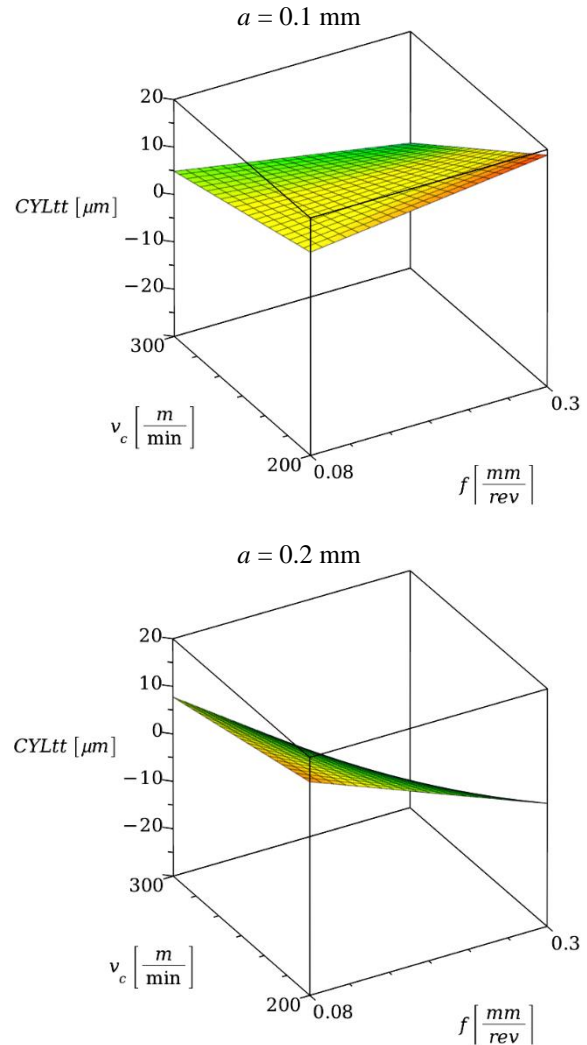 a = 0.1 mm
20
10
0
CYLtt [μm]
−10
−20
300
v_c [m/min]
200
0.08
0.3
f [mm/rev]
a = 0.2 mm
20
10
0
CYLtt [μm]
−10
−20
300
v_c [m/min]
200
0.08
0.3
f [mm/rev]